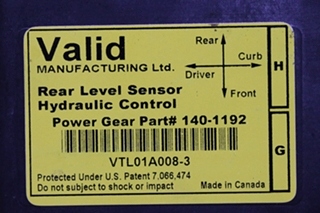 Valid
MANUFACTURING Ltd.
Rear
Curb
Driver
Front
H
Rear Level Sensor
Hydraulic Control
Power Gear Part# 140-1192
G
VTL01A008-3
Protected Under U.S. Patent 7,066,474
Do not subject to shock or impact
Made in Canada